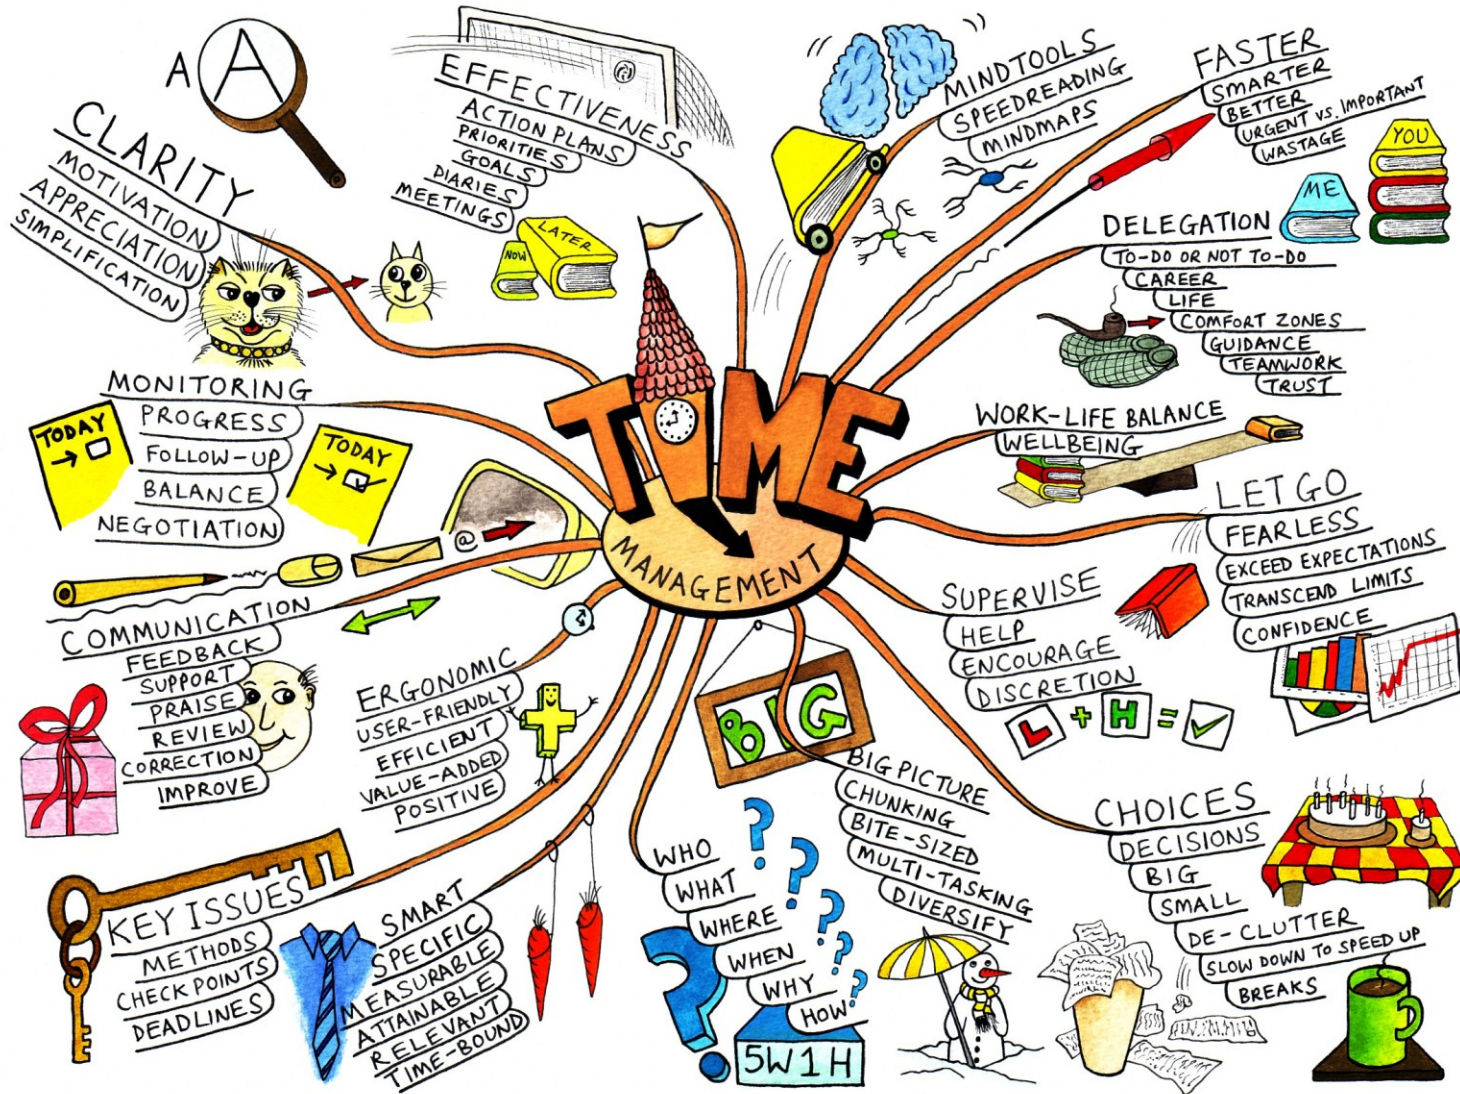 TIME
MANAGEMENT
A A
CLARITY
MOTIVATION
APPRECIATION
SIMPLIFICATION
EFFECTIVENESS
ACTION PLANS
PRIORITIES
GOALS
DIARIES
MEETINGS
NOW
LATER
MINDTOOLS
SPEEDREADING
MINDMAPS
FASTER
SMARTER
BETTER
URGENT VS. IMPORTANT
WASTAGE
YOU
ME
DELEGATION
TO-DO OR NOT TO-DO
CAREER
LIFE
COMFORT ZONES
GUIDANCE
TEAMWORK
TRUST
WORK-LIFE BALANCE
WELLBEING
LET GO
FEARLESS
EXCEED EXPECTATIONS
TRANSCEND LIMITS
CONFIDENCE
SUPERVISE
HELP
ENCOURAGE
DISCRETION
L + H =
CHOICES
DECISIONS
BIG
SMALL
DE-CLUTTER
SLOW DOWN TO SPEED UP
BREAKS
BIG
BIG PICTURE
CHUNKING
BITE-SIZED
MULTI-TASKING
DIVERSIFY
WHO
WHAT
WHERE
WHEN
WHY
HOW
5W1H
SMART
SPECIFIC
MEASURABLE
ATTAINABLE
RELEVANT
TIME-BOUND
KEY ISSUES
METHODS
CHECK POINTS
DEADLINES
ERGONOMIC
USER-FRIENDLY
EFFICIENT
VALUE-ADDED
POSITIVE
COMMUNICATION
FEEDBACK
SUPPORT
PRAISE
REVIEW
CORRECTION
IMPROVE
@
MONITORING
PROGRESS
FOLLOW-UP
BALANCE
NEGOTIATION
TODAY
TODAY